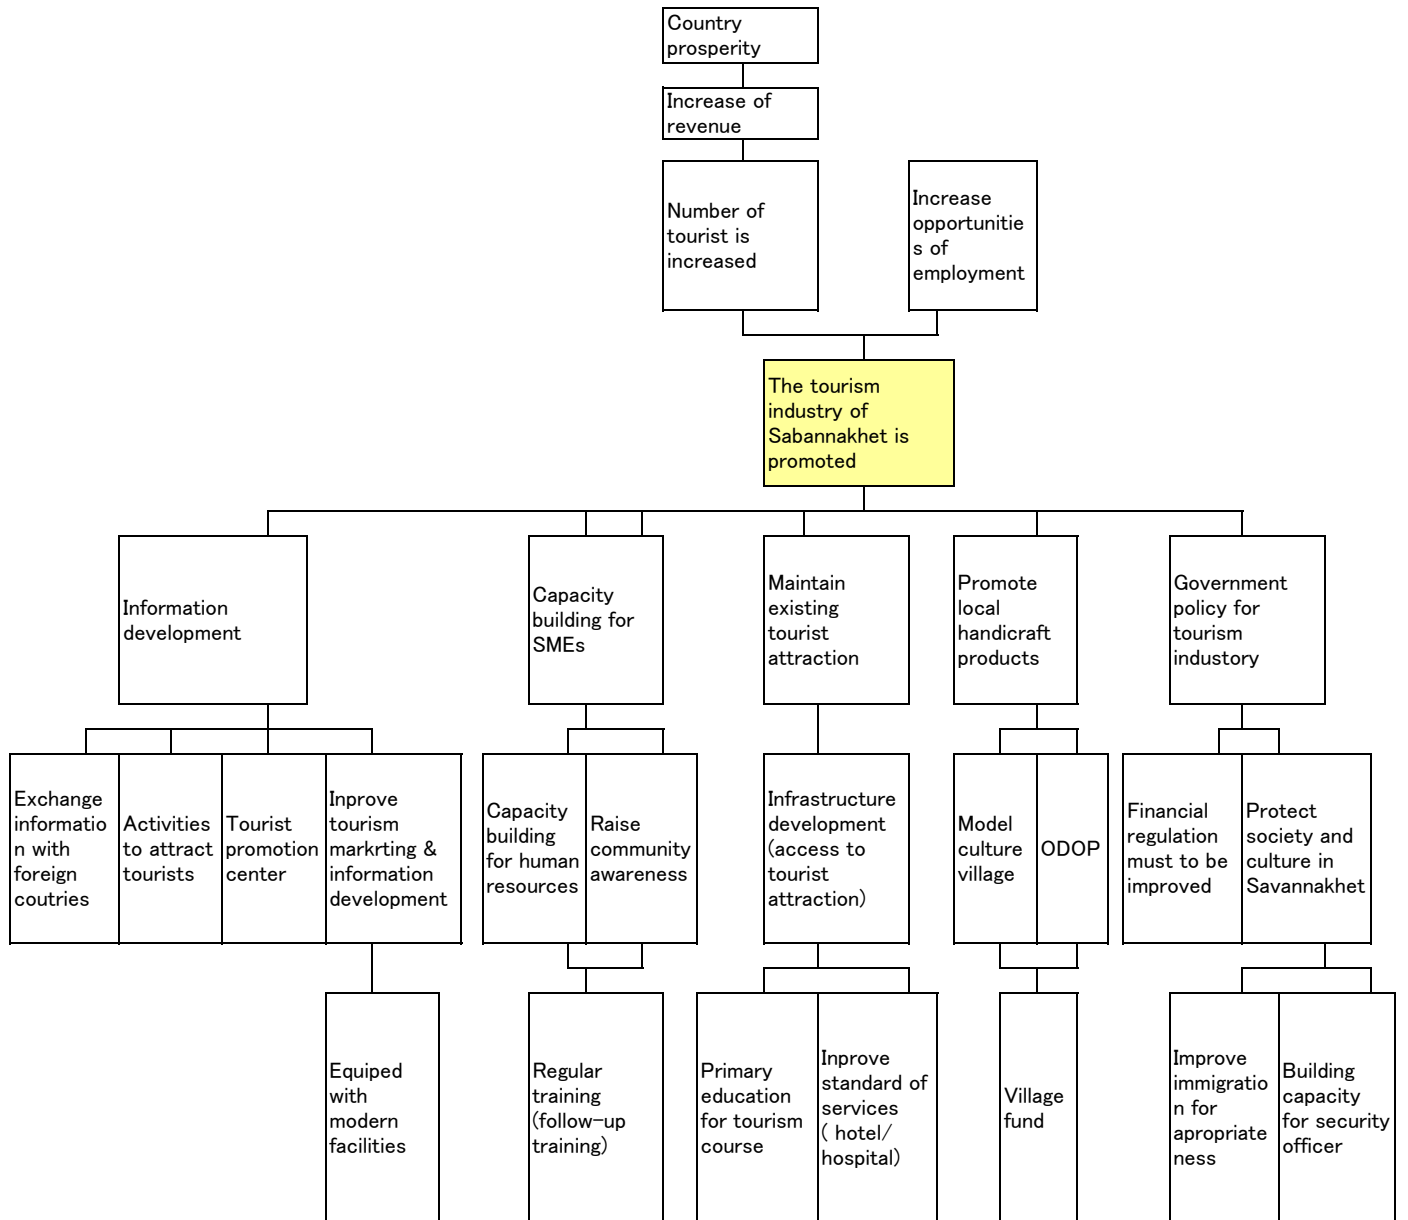 Country
prosperity
Increase of
revenue
Number of
tourist is
increased
Increase
opportunitie
s of
employment
The tourism
industry of
Sabannakhet is
promoted
Information
development
Capacity
building for
SMEs
Maintain
existing
tourist
attraction
Promote
local
handicraft
products
Government
policy for
tourism
industory
Exchange
informatio
n with
foreign
coutries
Activities
to attract
tourists
Tourist
promotion
center
Inprove
tourism
markrting &
information
development
Capacity
building
for human
resources
Raise
community
awareness
Infrastructure
development
(access to
tourist
attraction)
Model
culture
village
ODOP
Financial
regulation
must to be
improved
Protect
society and
culture in
Savannakhet
Equiped
with
modern
facilities
Regular
training
(follow-up
training)
Primary
education
for tourism
course
Inprove
standard of
services
( hotel/
hospital)
Village
fund
Improve
immigratio
n for
apropriate
ness
Building
capacity
for security
officer